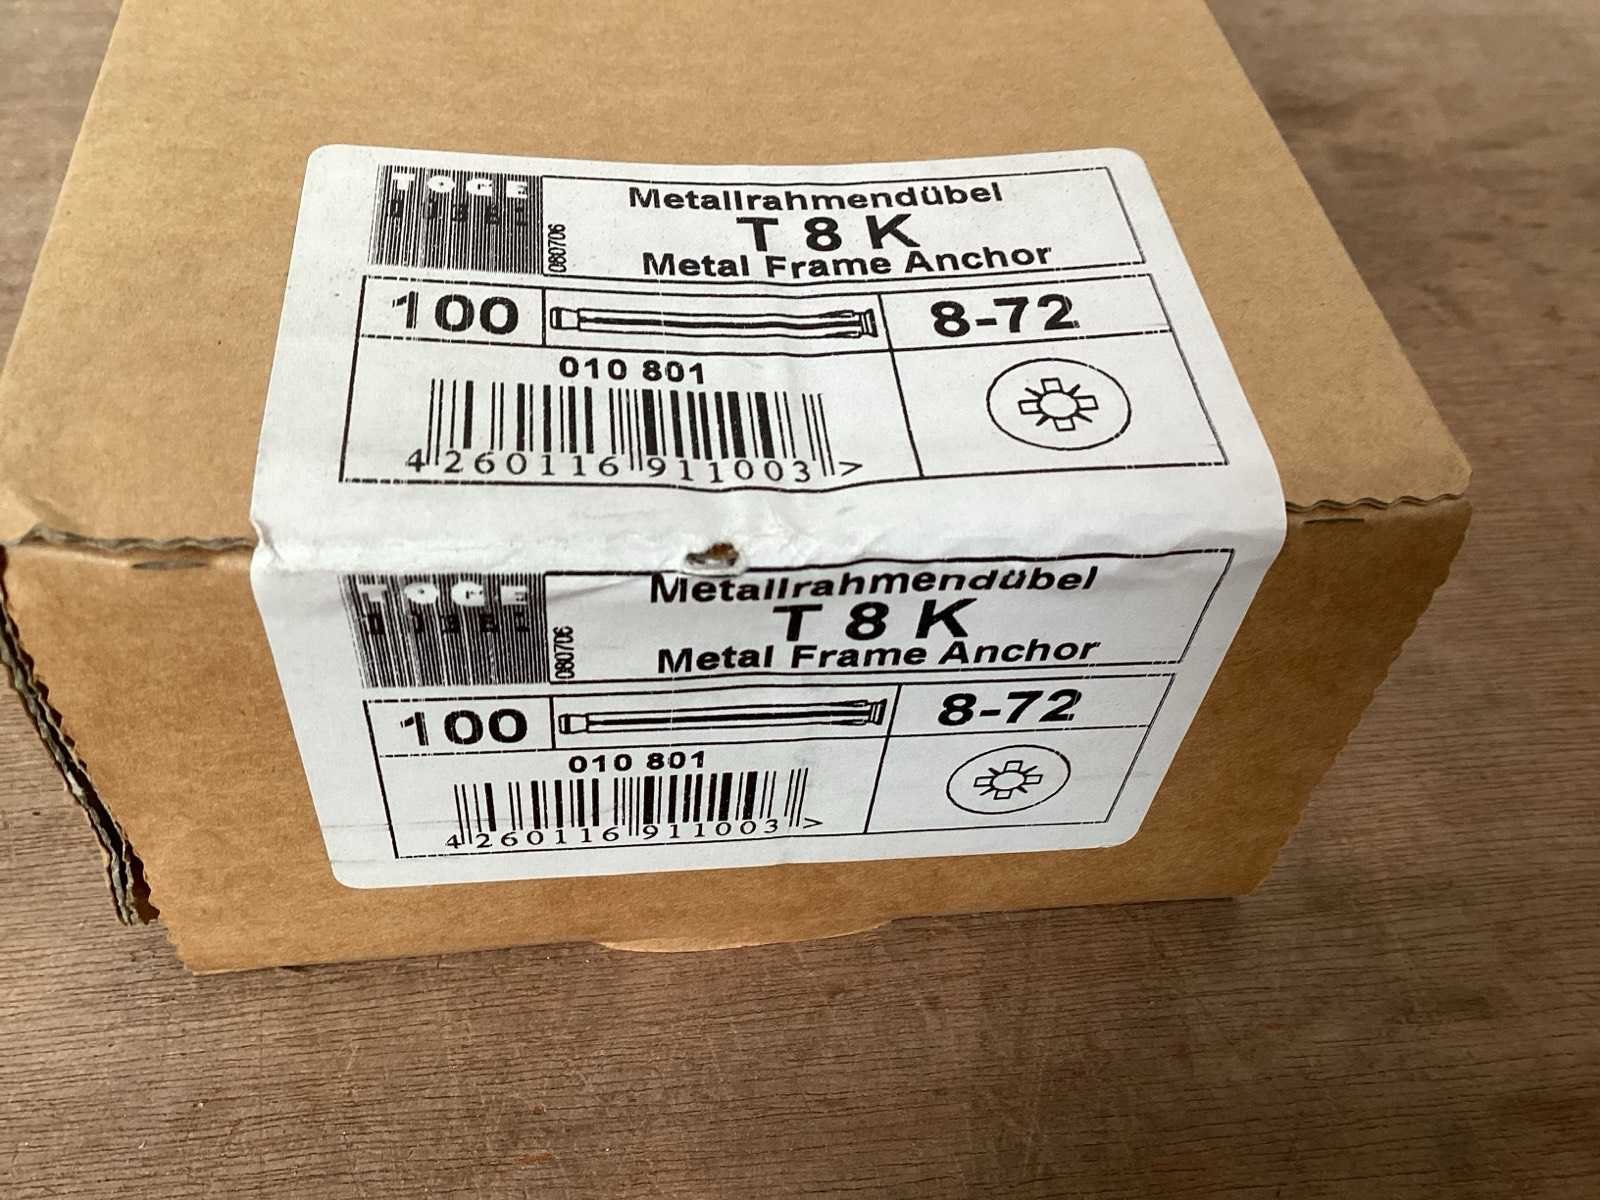 TOGE
DÜBEL
080706
Metallrahmendübel
T 8 K
Metal Frame Anchor
100
8-72
010 801
4 260116 911003 >
TOGE
DÜBEL
080706
Metallrahmendübel
T 8 K
Metal Frame Anchor
100
8-72
010 801
4 260116 911003 >